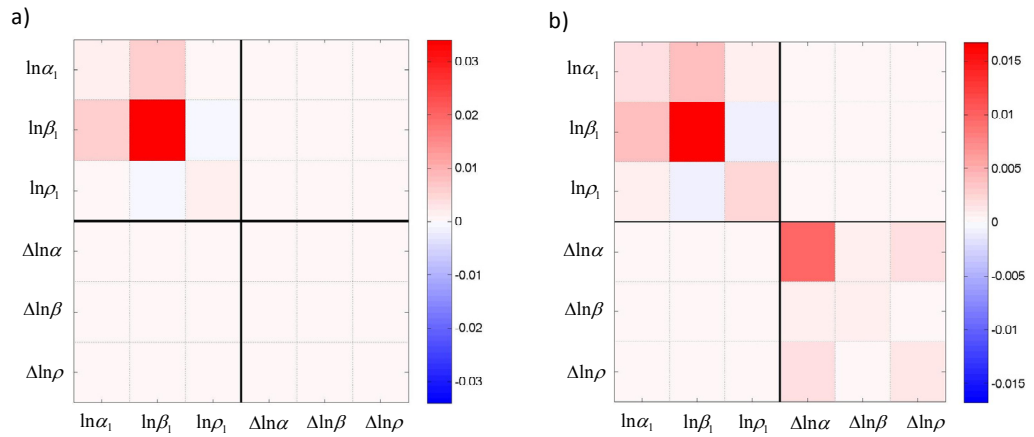 a)
lnα₁
lnβ₁
lnρ₁
Δlnα
Δlnβ
Δlnρ
lnα₁ lnβ₁ lnρ₁ Δlnα Δlnβ Δlnρ
0.03
0.02
0.01
0
-0.01
-0.02
-0.03
b)
lnα₁
lnβ₁
lnρ₁
Δlnα
Δlnβ
Δlnρ
lnα₁ lnβ₁ lnρ₁ Δlnα Δlnβ Δlnρ
0.015
0.01
0.005
0
-0.005
-0.01
-0.015